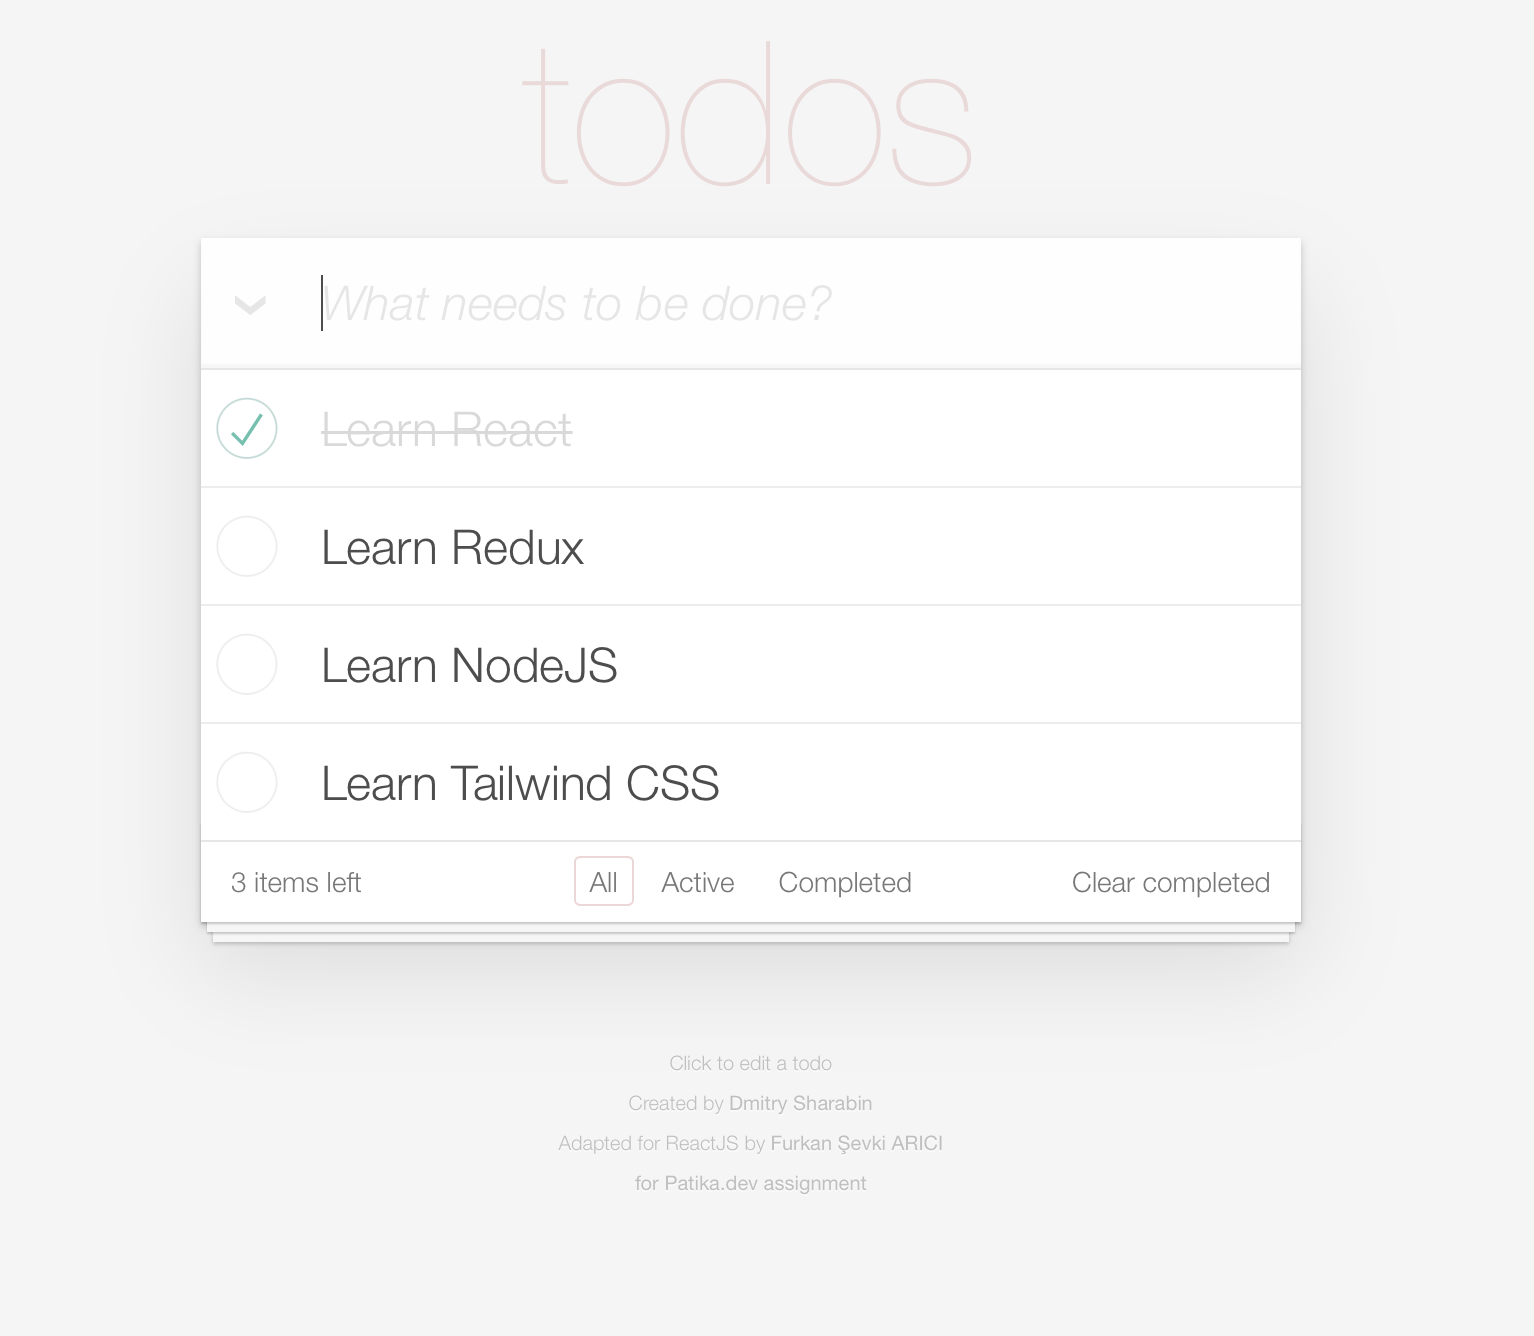 todos
What needs to be done?
Learn React
Learn Redux
Learn NodeJS
Learn Tailwind CSS
3 items left All Active Completed Clear completed
Click to edit a todo
Created by Dmitry Sharabin
Adapted for ReactJS by Furkan Şevki ARICI
for Patika.dev assignment